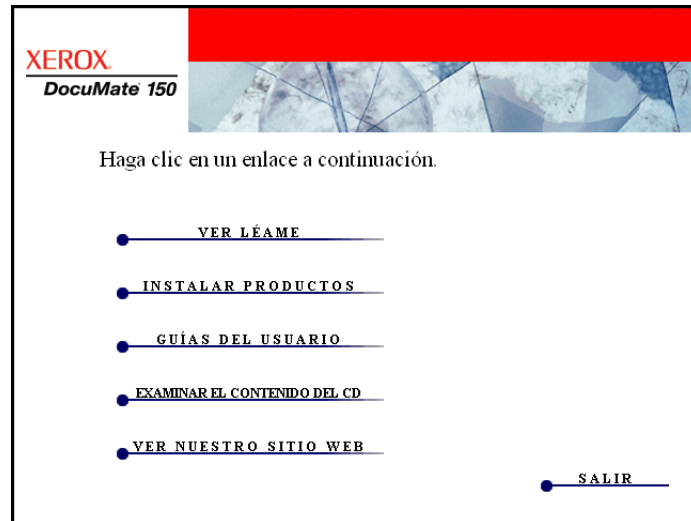 XEROX.
DocuMate 150
Haga clic en un enlace a continuación.
VER LÉAME
INSTALAR PRODUCTOS
GUÍAS DEL USUARIO
EXAMINAR EL CONTENIDO DEL CD
VER NUESTRO SITIO WEB
SALIR